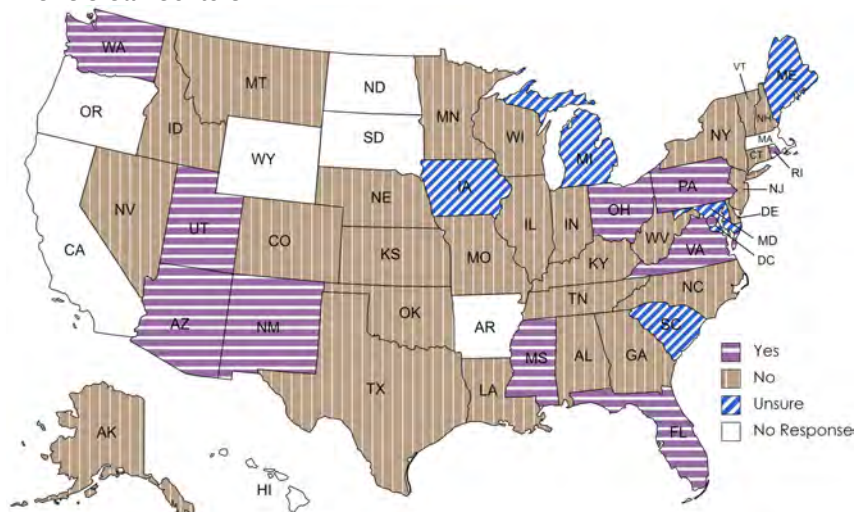 WA
MT
ND
MN
VT
ME
OR
ID
SD
WI
NY
NH
MA
WY
MI
CT
RI
IA
PA
NJ
NE
OH
NV
UT
IL
IN
DE
CO
WV
MD
CA
KS
MO
KY
VA
DC
NC
TN
AZ
NM
OK
AR
SC
MS
AL
GA
TX
LA
FL
AK
HI
Yes
No
Unsure
No Response